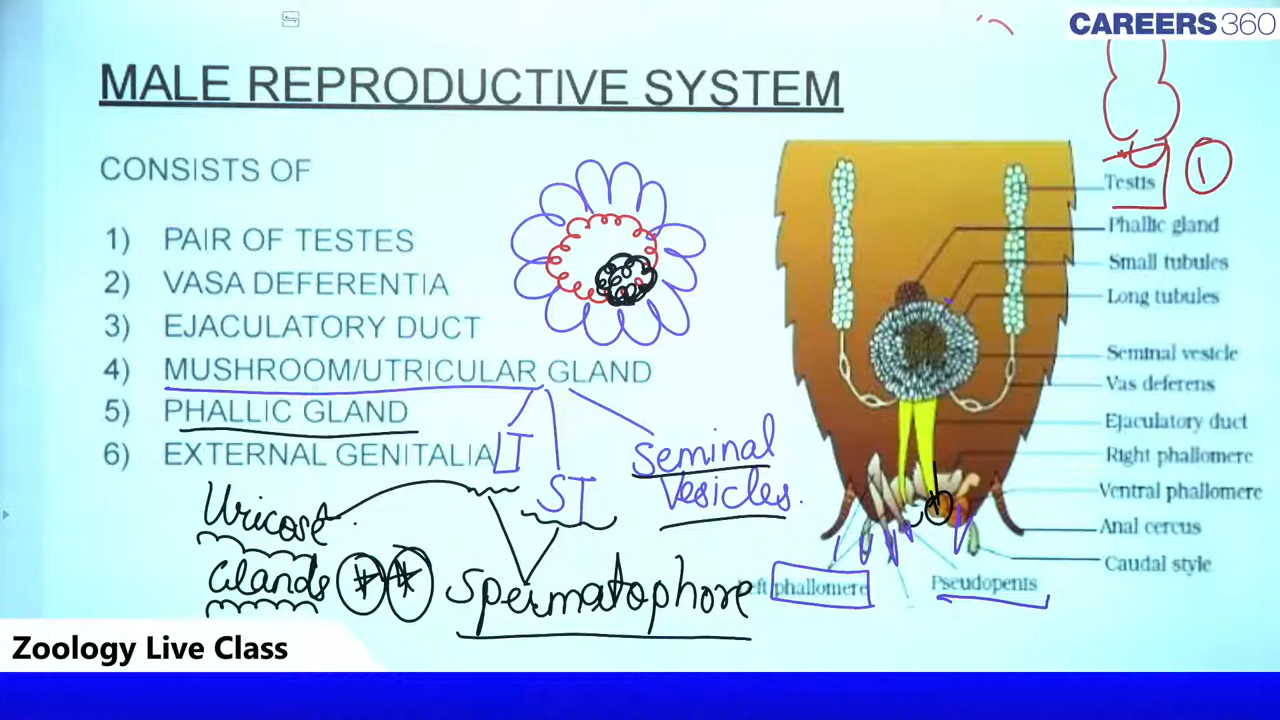 CAREERS360
MALE REPRODUCTIVE SYSTEM
CONSISTS OF
1) PAIR OF TESTES
2) VASA DEFERENTIA
3) EJACULATORY DUCT
4) MUSHROOM/UTRICULAR GLAND
5) PHALLIC GLAND
6) EXTERNAL GENITALIA
LT
ST
Seminal
Vesicles.
Uricose
Glands
Spermatophore
1
Testis
Phallic gland
Small tubules
Long tubules
Seminal vesicle
Vas deferens
Ejaculatory duct
Right phallomere
Ventral phallomere
Anal cercus
Caudal style
phallomere
Pseudopenis
Zoology Live Class